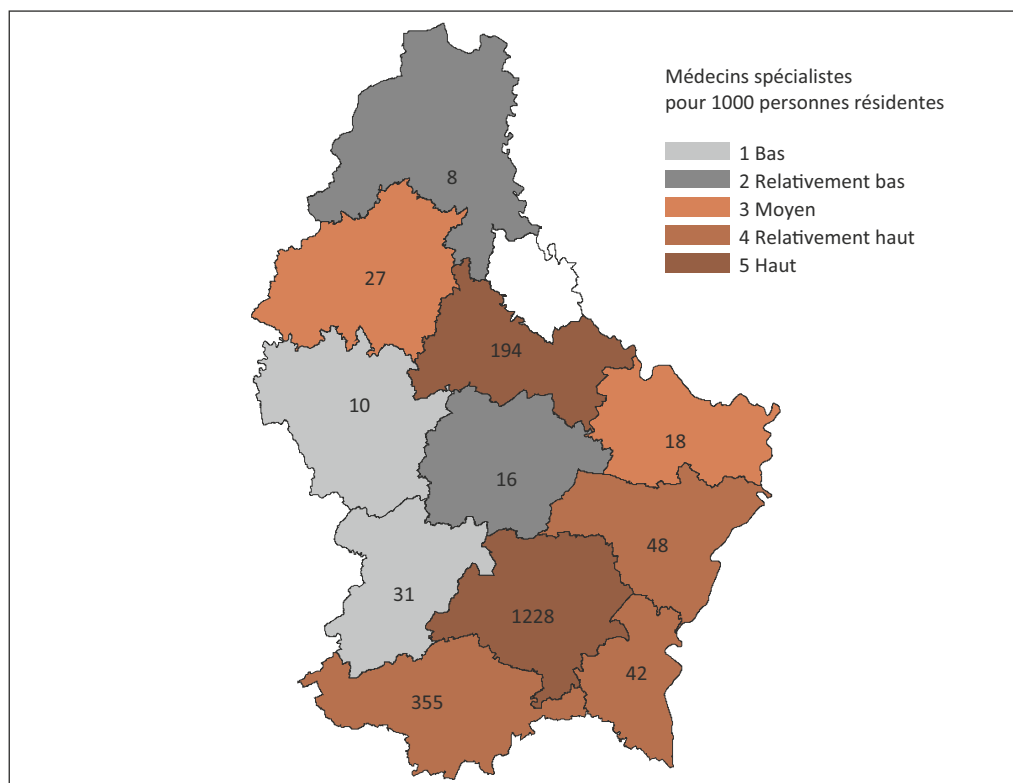 Médecins spécialistes
pour 1000 personnes résidentes
1 Bas
2 Relativement bas
3 Moyen
4 Relativement haut
5 Haut
8
27
194
10
18
16
48
31
1228
42
355